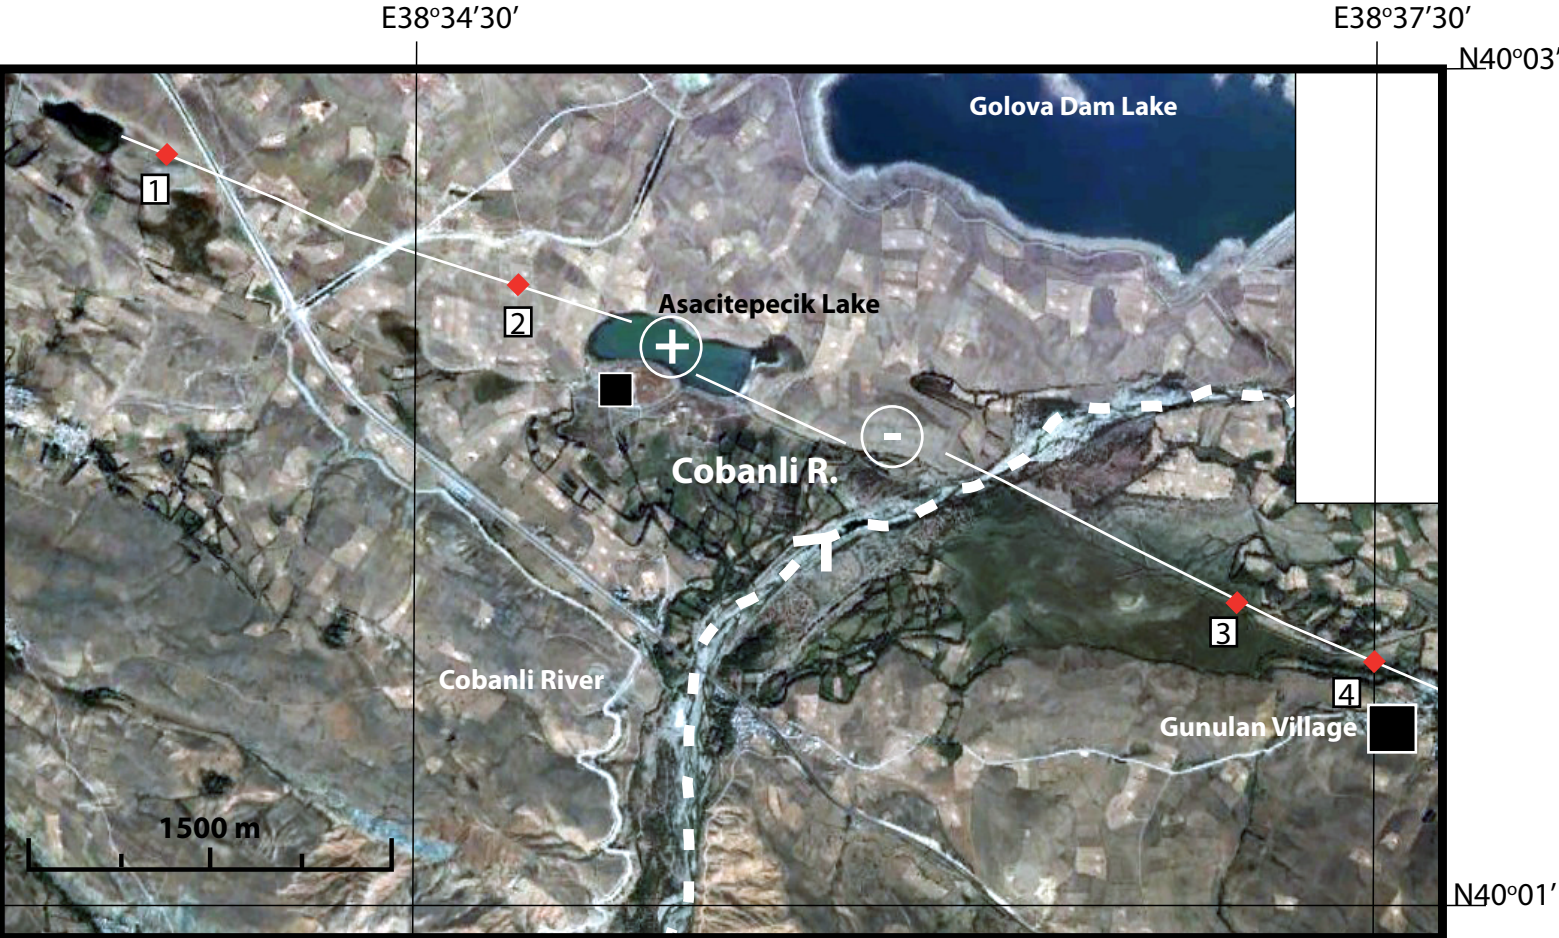 E38°34'30'
E38°37'30'
N40°03'
Golova Dam Lake
1
Asacitepecik Lake
2
+
-
Cobanli R.
3
Cobanli River
4
Gunulan Village
1500 m
N40°01'